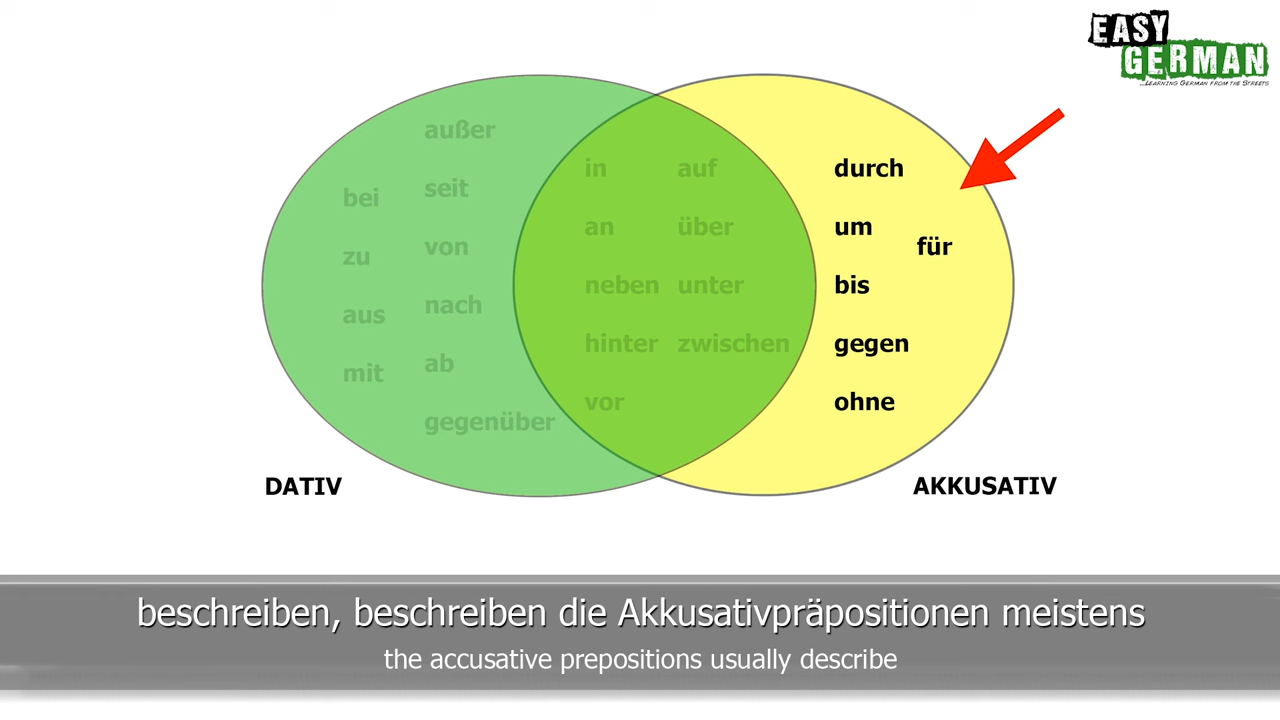 EASY
GERMAN
...LEARNING GERMAN FROM THE STREETS
außer
bei
seit
zu
von
aus
nach
mit
ab
gegenüber
in
auf
an
über
neben
unter
hinter
zwischen
vor
durch
um
für
bis
gegen
ohne
DATIV
AKKUSATIV
beschreiben, beschreiben die Akkusativpräpositionen meistens
the accusative prepositions usually describe